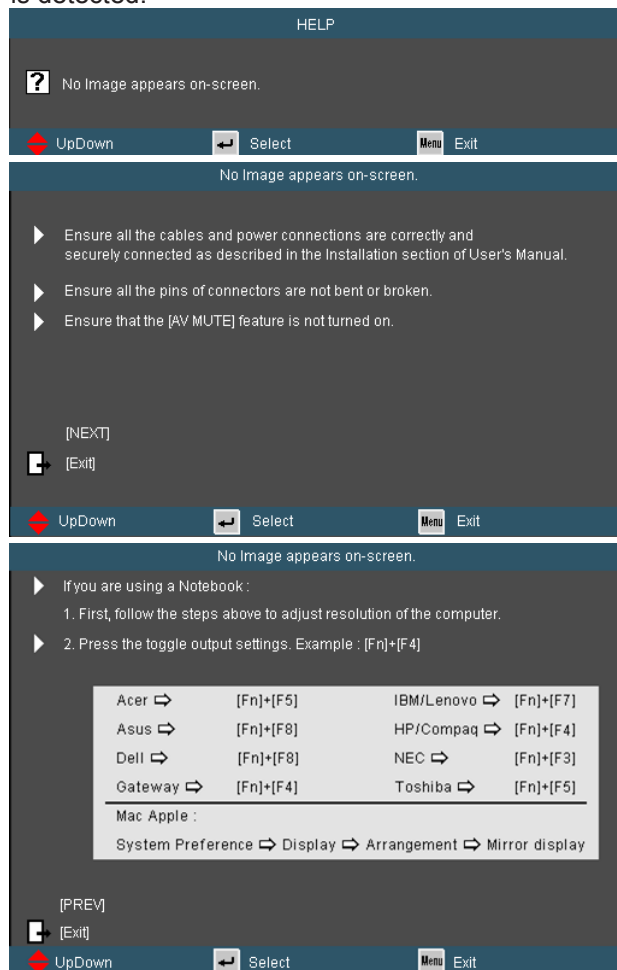 is detected.
HELP
? No Image appears on-screen.
UpDown Select Menu Exit
No Image appears on-screen.
Ensure all the cables and power connections are correctly and
securely connected as described in the Installation section of User's Manual.
Ensure all the pins of connectors are not bent or broken.
Ensure that the [AV MUTE] feature is not turned on.
[NEXT]
[Exit]
UpDown Select Menu Exit
No Image appears on-screen.
If you are using a Notebook :
1. First, follow the steps above to adjust resolution of the computer.
2. Press the toggle output settings. Example : [Fn]+[F4]
Acer ⇨ [Fn]+[F5] IBM/Lenovo ⇨ [Fn]+[F7]
Asus ⇨ [Fn]+[F8] HP/Compaq ⇨ [Fn]+[F4]
Dell ⇨ [Fn]+[F8] NEC ⇨ [Fn]+[F3]
Gateway ⇨ [Fn]+[F4] Toshiba ⇨ [Fn]+[F5]
Mac Apple :
System Preference ⇨ Display ⇨ Arrangement ⇨ Mirror display
[PREV]
[Exit]
UpDown Select Menu Exit